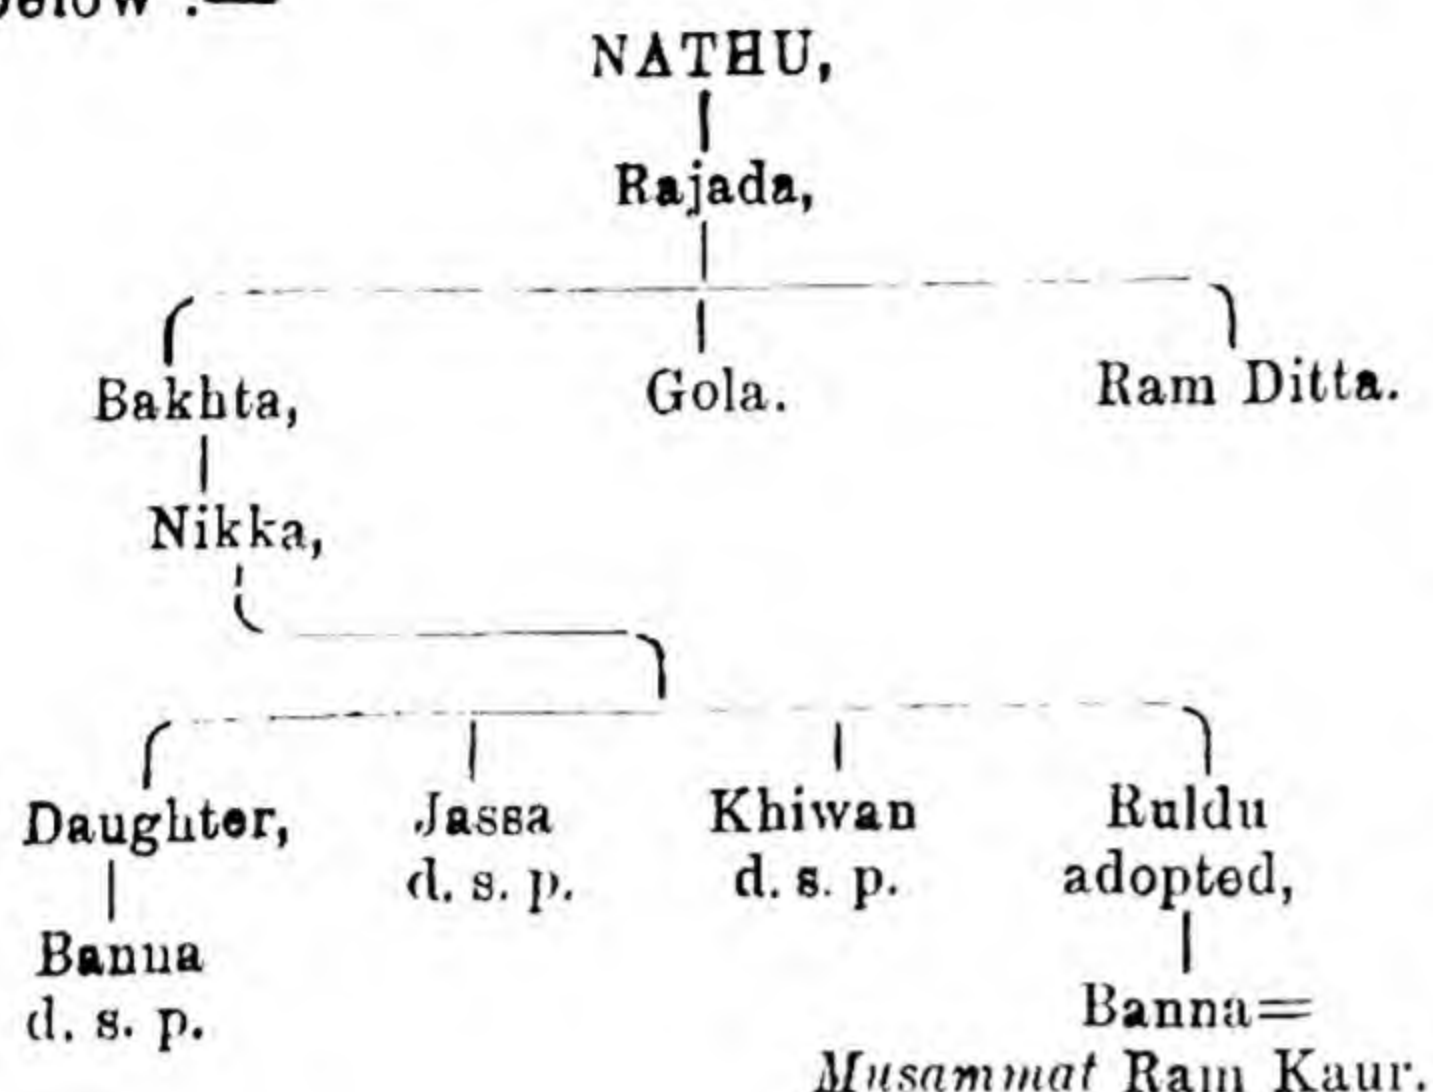 below :—
NATHU,
Rajada,
Bakhta, Gola. Ram Ditta.
Nikka,
Daughter, Jassa Khiwan Ruldu
d. s. p. d. s. p. adopted,
Banna
d. s. p. Banna=
Musammat Ram Kaur.